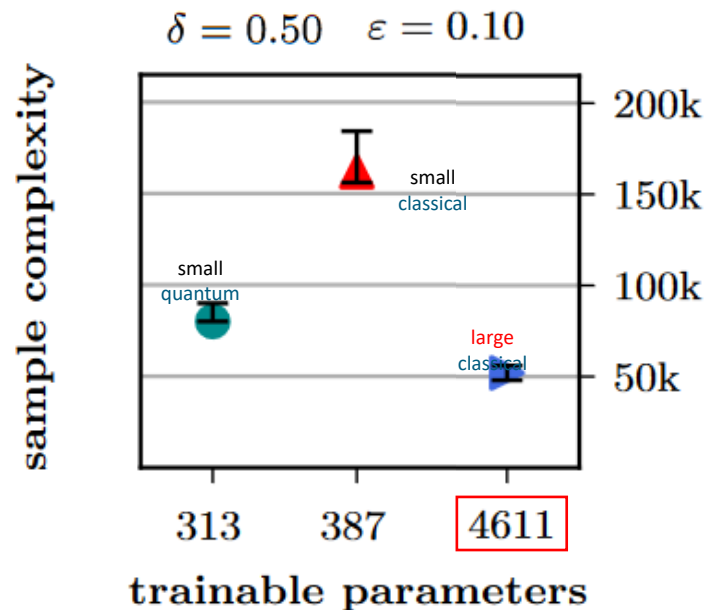 δ = 0.50 ε = 0.10
sample complexity
200k
150k
100k
50k
small
classical
small
quantum
large
classical
313 387 4611
trainable parameters